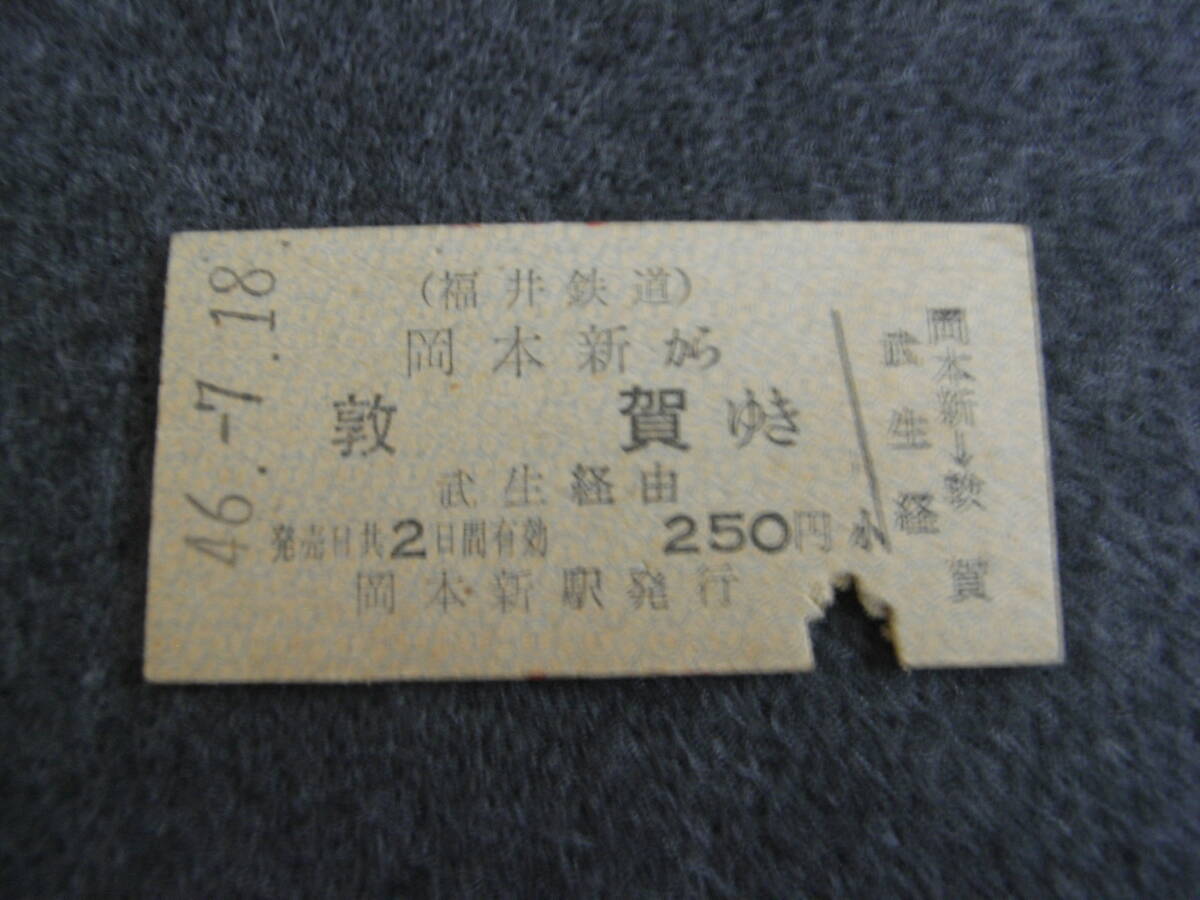 46.-7.18
(福井鉄道)
岡本新から
敦賀ゆき
武生経由
発売日共2日間有効 250円
岡本新駅発行
小
岡本新→敦賀
武生経